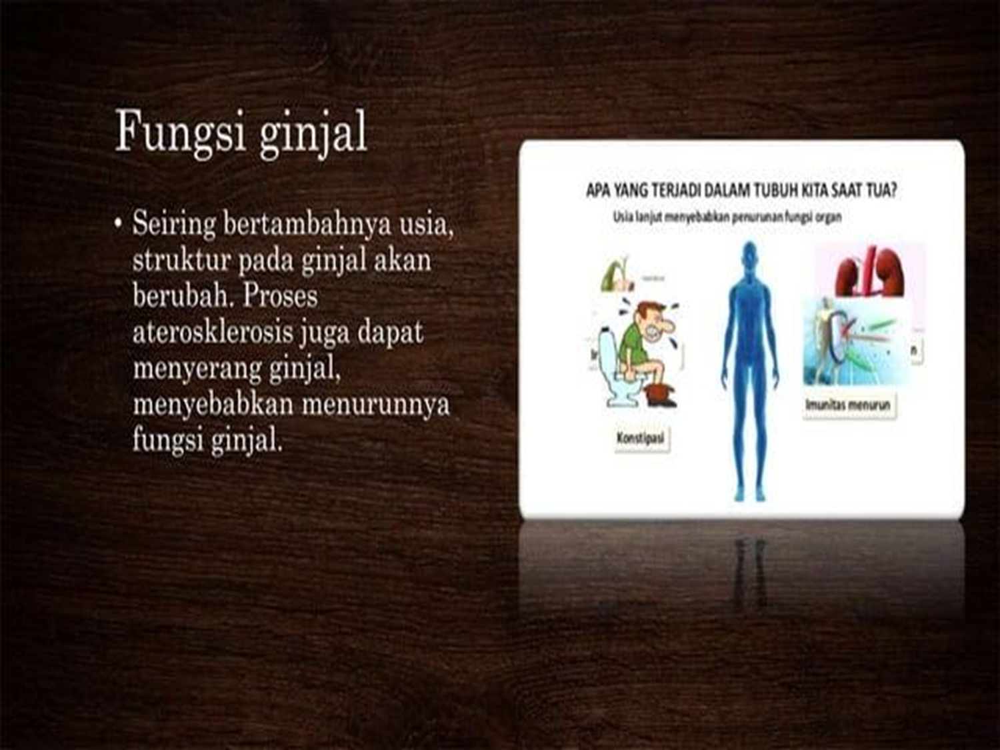 Fungsi ginjal
• Seiring bertambahnya usia,
struktur pada ginjal akan
berubah. Proses
aterosklerosis juga dapat
menyerang ginjal,
menyebabkan menurunnya
fungsi ginjal.
APA YANG TERJADI DALAM TUBUH KITA SAAT TUA?
Usia lanjut menyebabkan penurunan fungsi organ
Imunitas menurun
Konstipasi